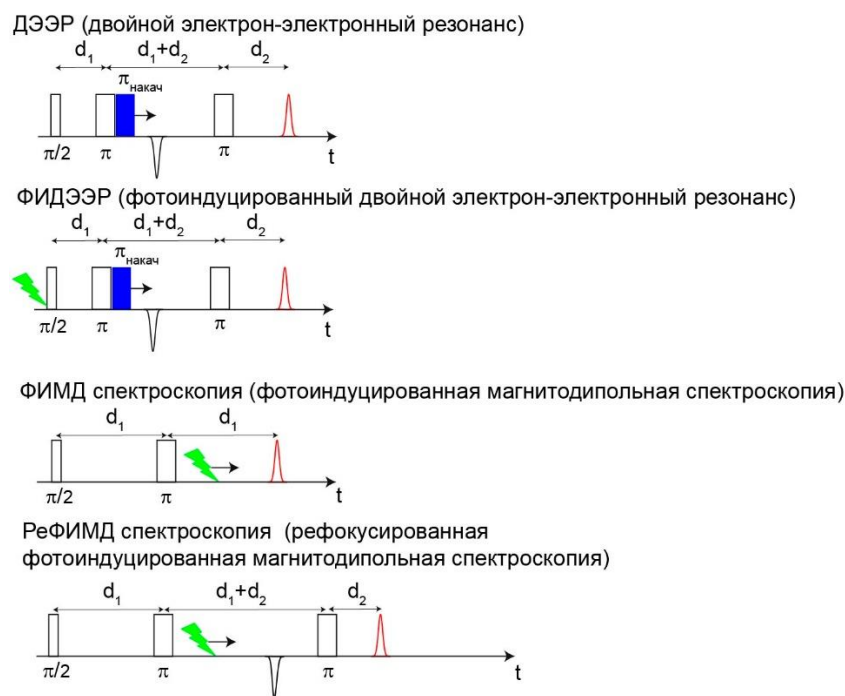 ДЭЭР (двойной электрон-электронный резонанс)
d₁ d₁+d₂ d₂
πнакач
π/2 π π t
ФИДЭЭР (фотоиндуцированный двойной электрон-электронный резонанс)
d₁ d₁+d₂ d₂
πнакач
π/2 π π t
ФИМД спектроскопия (фотоиндуцированная магнитодипольная спектроскопия)
d₁ d₁
π/2 π t
РеФИМД спектроскопия (рефокусированная
фотоиндуцированная магнитодипольная спектроскопия)
d₁ d₁+d₂ d₂
π/2 π π t